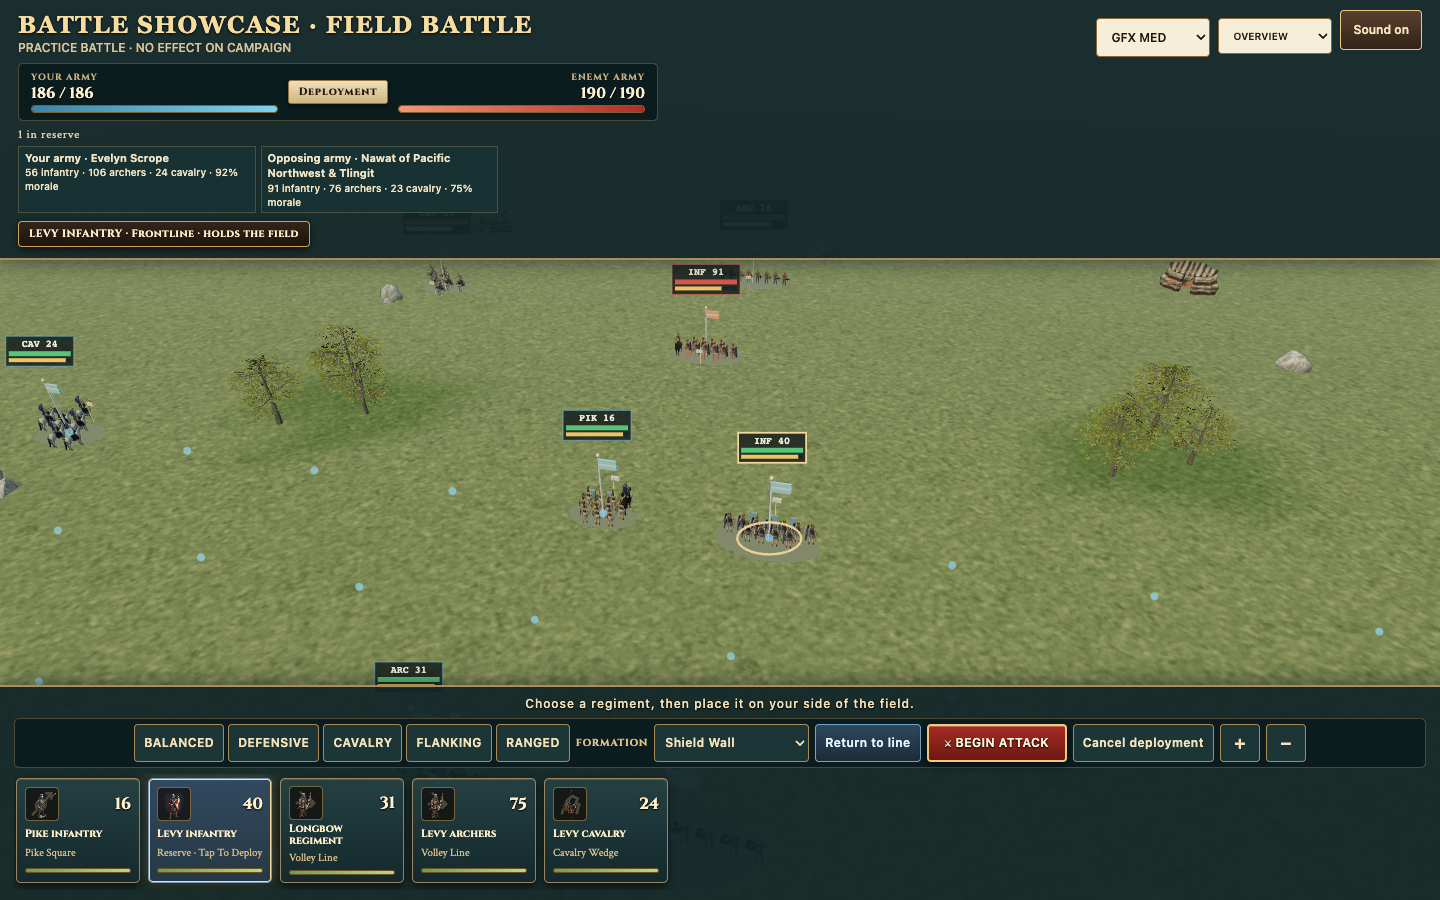 BATTLE SHOWCASE · FIELD BATTLE
PRACTICE BATTLE · NO EFFECT ON CAMPAIGN
GFX MED
OVERVIEW
Sound on
YOUR ARMY
186 / 186
DEPLOYMENT
ENEMY ARMY
190 / 190
1 in reserve
Your army · Evelyn Scrope
56 infantry · 106 archers · 24 cavalry · 92%
morale
Opposing army · Nawat of Pacific
Northwest & Tlingit
91 infantry · 76 archers · 23 cavalry · 75%
morale
LEVY INFANTRY · FRONTLINE · HOLDS THE FIELD
ARC 76
INF 91
CAV 24
PIK 16
INF 40
ARC 31
Choose a regiment, then place it on your side of the field.
BALANCED
DEFENSIVE
CAVALRY
FLANKING
RANGED
FORMATION
Shield Wall
Return to line
⚔ BEGIN ATTACK
Cancel deployment
+
−
16
PIKE INFANTRY
Pike Square
40
LEVY INFANTRY
Reserve · Tap To Deploy
31
LONGBOW
REGIMENT
Volley Line
75
LEVY ARCHERS
Volley Line
24
LEVY CAVALRY
Cavalry Wedge